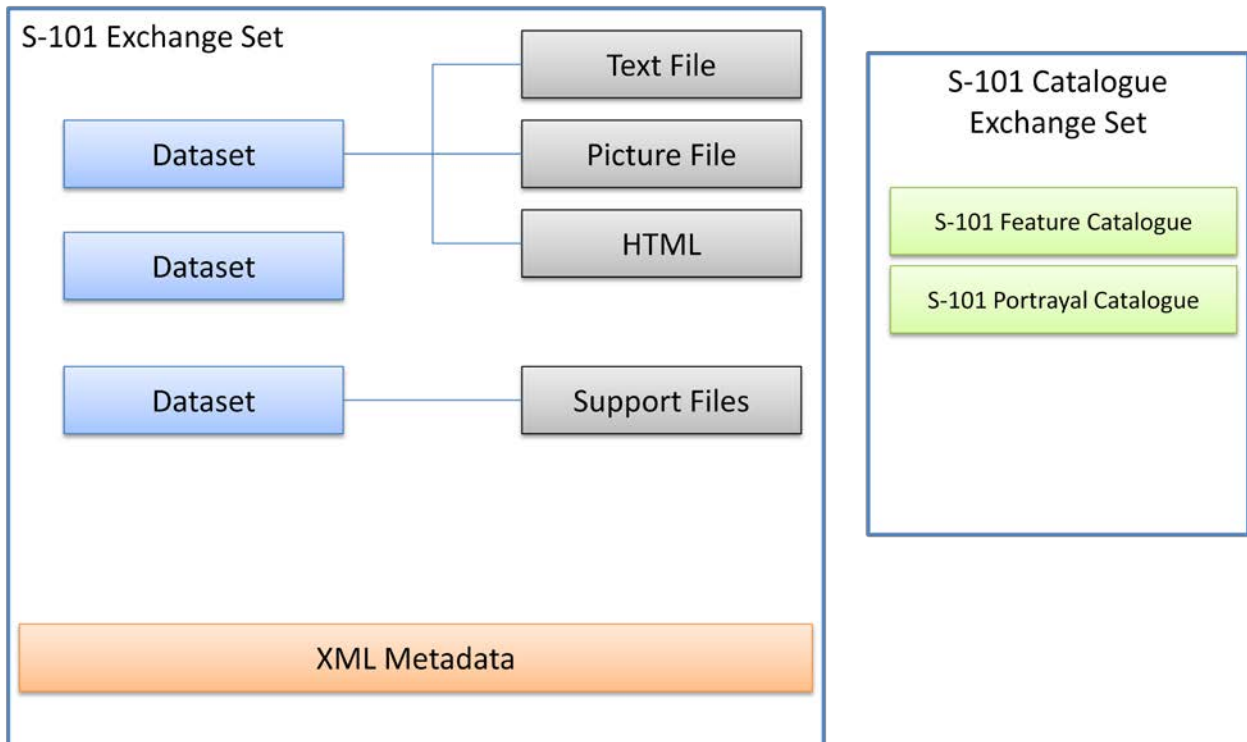 S-101 Exchange Set
Text File
Dataset
Picture File
HTML
Dataset
Dataset
Support Files
XML Metadata
S-101 Catalogue
Exchange Set
S-101 Feature Catalogue
S-101 Portrayal Catalogue